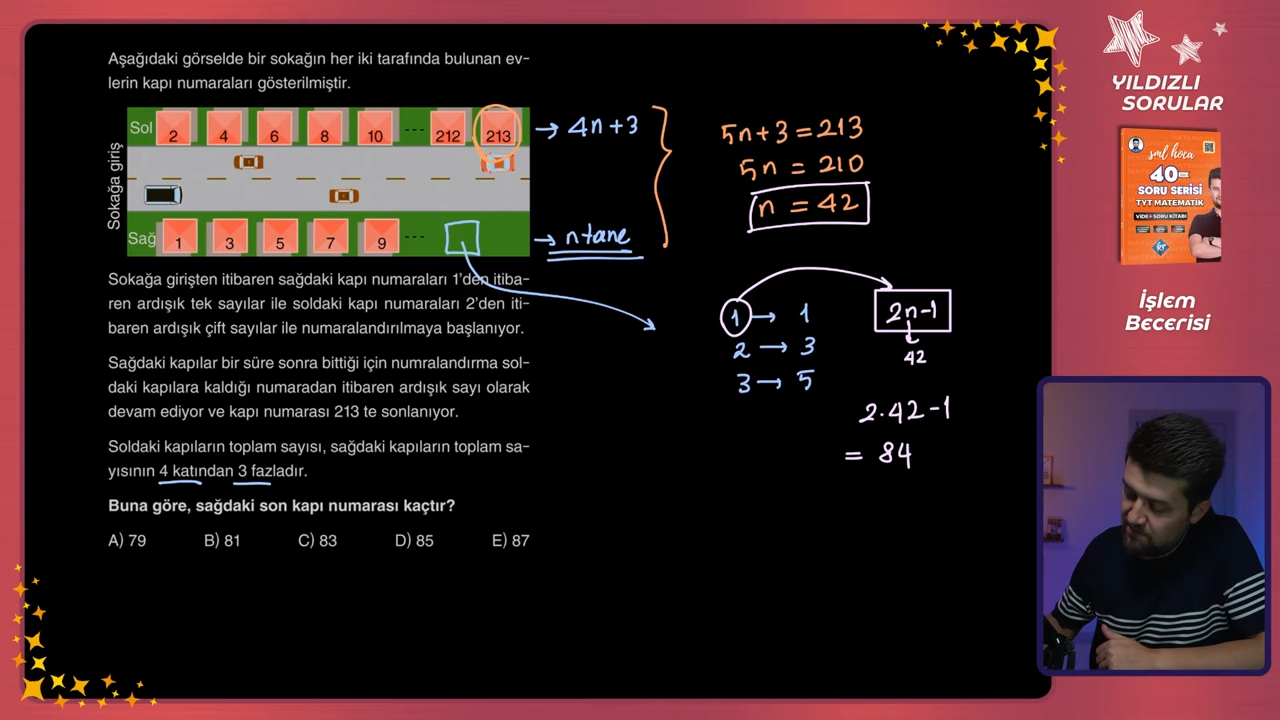 Aşağıdaki görselde bir sokağın her iki tarafında bulunan ev-
lerin kapı numaraları gösterilmiştir.
Sokağa giriş
Sol 2 4 6 8 10 --- 212 213 → 4n+3
Sağ 1 3 5 7 9 --- → n tane
Sokağa girişten itibaren sağdaki kapı numaraları 1'den itiba-
ren ardışık tek sayılar ile soldaki kapı numaraları 2'den iti-
baren ardışık çift sayılar ile numaralandırılmaya başlanıyor.
Sağdaki kapılar bir süre sonra bittiği için numralandırma sol-
daki kapılara kaldığı numaradan itibaren ardışık sayı olarak
devam ediyor ve kapı numarası 213 te sonlanıyor.
Soldaki kapıların toplam sayısı, sağdaki kapıların toplam sa-
yısının 4 katından 3 fazladır.
Buna göre, sağdaki son kapı numarası kaçtır?
A) 79 B) 81 C) 83 D) 85 E) 87
5n+3=213
5n = 210
n = 42
1 → 1 2n-1
2 → 3 42
3 → 5
2.42-1
= 84
YILDIZLI
SORULAR
sml hoca
40
SORU SERİSİ
TYT MATEMATİK
VİDEO SORU KİTABI
İşlem
Becerisi